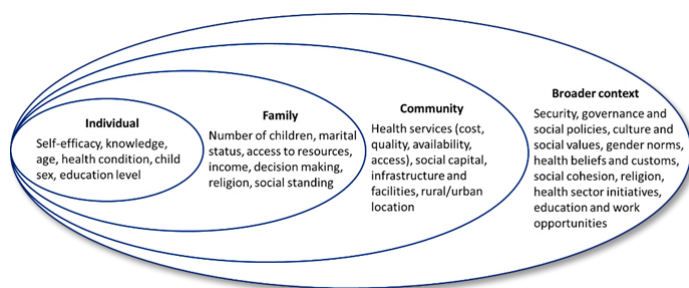 Individual
Self-efficacy, knowledge,
age, health condition, child
sex, education level
Family
Number of children, marital
status, access to resources,
income, decision making,
religion, social standing
Community
Health services (cost,
quality, availability,
access), social capital,
infrastructure and
facilities, rural/urban
location
Broader context
Security, governance and
social policies, culture and
social values, gender norms,
health beliefs and customs,
social cohesion, religion,
health sector initiatives,
education and work
opportunities